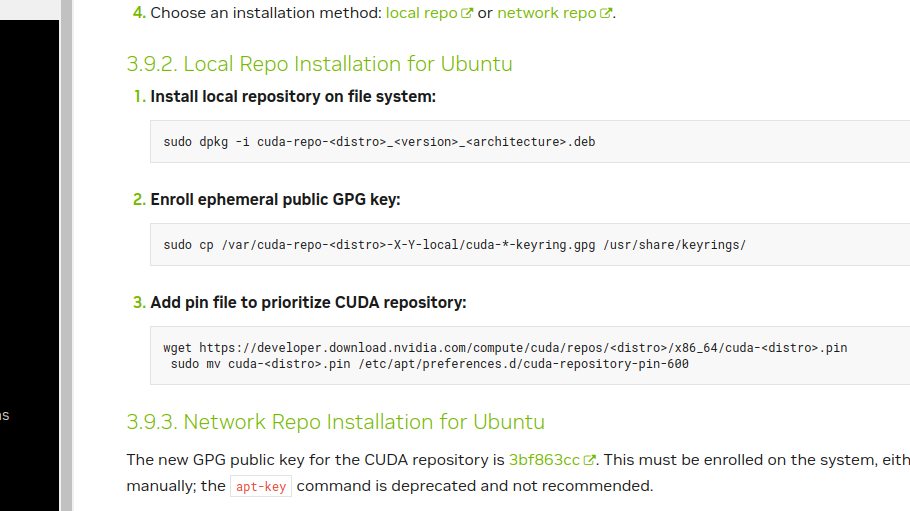 4. Choose an installation method: local repo or network repo.
3.9.2. Local Repo Installation for Ubuntu
1. Install local repository on file system:
sudo dpkg -i cuda-repo-<distro>_<version>_<architecture>.deb
2. Enroll ephemeral public GPG key:
sudo cp /var/cuda-repo-<distro>-X-Y-local/cuda-*-keyring.gpg /usr/share/keyrings/
3. Add pin file to prioritize CUDA repository:
wget https://developer.download.nvidia.com/compute/cuda/repos/<distro>/x86_64/cuda-<distro>.pin
sudo mv cuda-<distro>.pin /etc/apt/preferences.d/cuda-repository-pin-600
3.9.3. Network Repo Installation for Ubuntu
The new GPG public key for the CUDA repository is 3bf863cc. This must be enrolled on the system, eith
manually; the apt-key command is deprecated and not recommended.